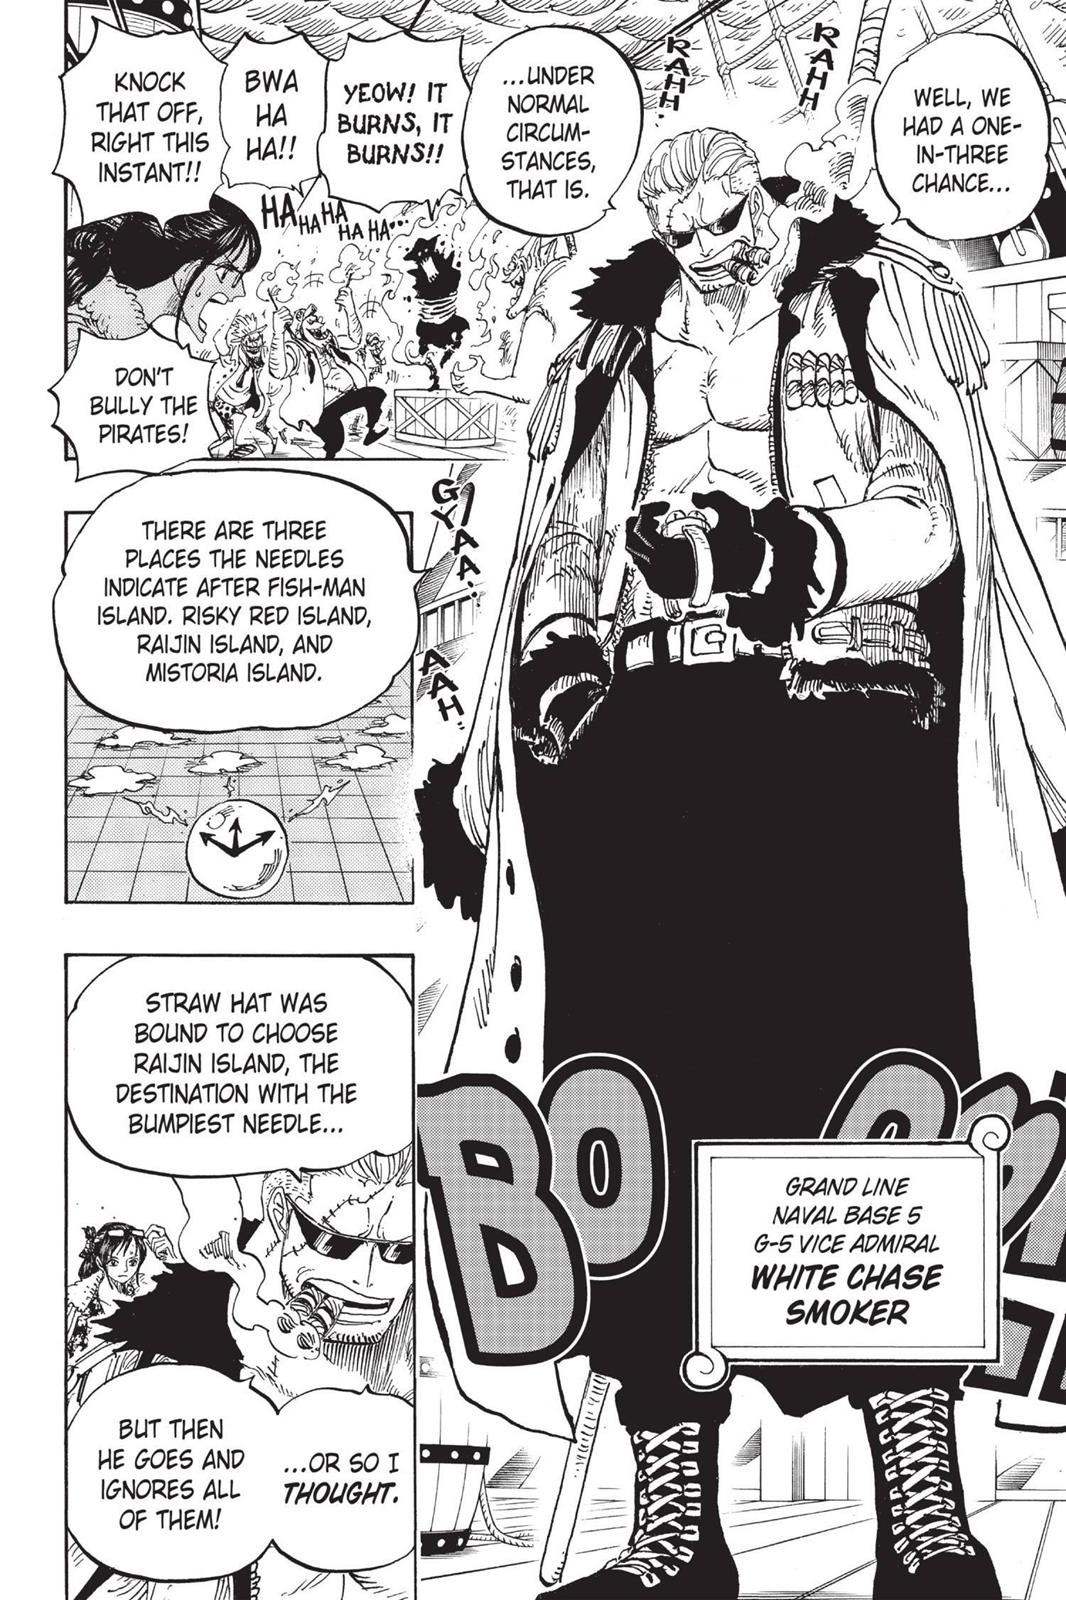 WELL, WE
HAD A ONE-
IN-THREE
CHANCE...
RAHH
RAHH
...UNDER
NORMAL
CIRCUM-
STANCES,
THAT IS.
YEOW! IT
BURNS, IT
BURNS!!
BWA
HA
HA!!
HA HA HA HA HA...
KNOCK
THAT OFF,
RIGHT THIS
INSTANT!!
DON'T
BULLY THE
PIRATES!
GYAA!
AAH!
THERE ARE THREE
PLACES THE NEEDLES
INDICATE AFTER FISH-MAN
ISLAND. RISKY RED ISLAND,
RAIJIN ISLAND, AND
MISTORIA ISLAND.
STRAW HAT WAS
BOUND TO CHOOSE
RAIJIN ISLAND, THE
DESTINATION WITH THE
BUMPIEST NEEDLE...
...OR SO I
THOUGHT.
BUT THEN
HE GOES AND
IGNORES ALL
OF THEM!
BOOOM!!
GRAND LINE
NAVAL BASE 5
G-5 VICE ADMIRAL
WHITE CHASE
SMOKER